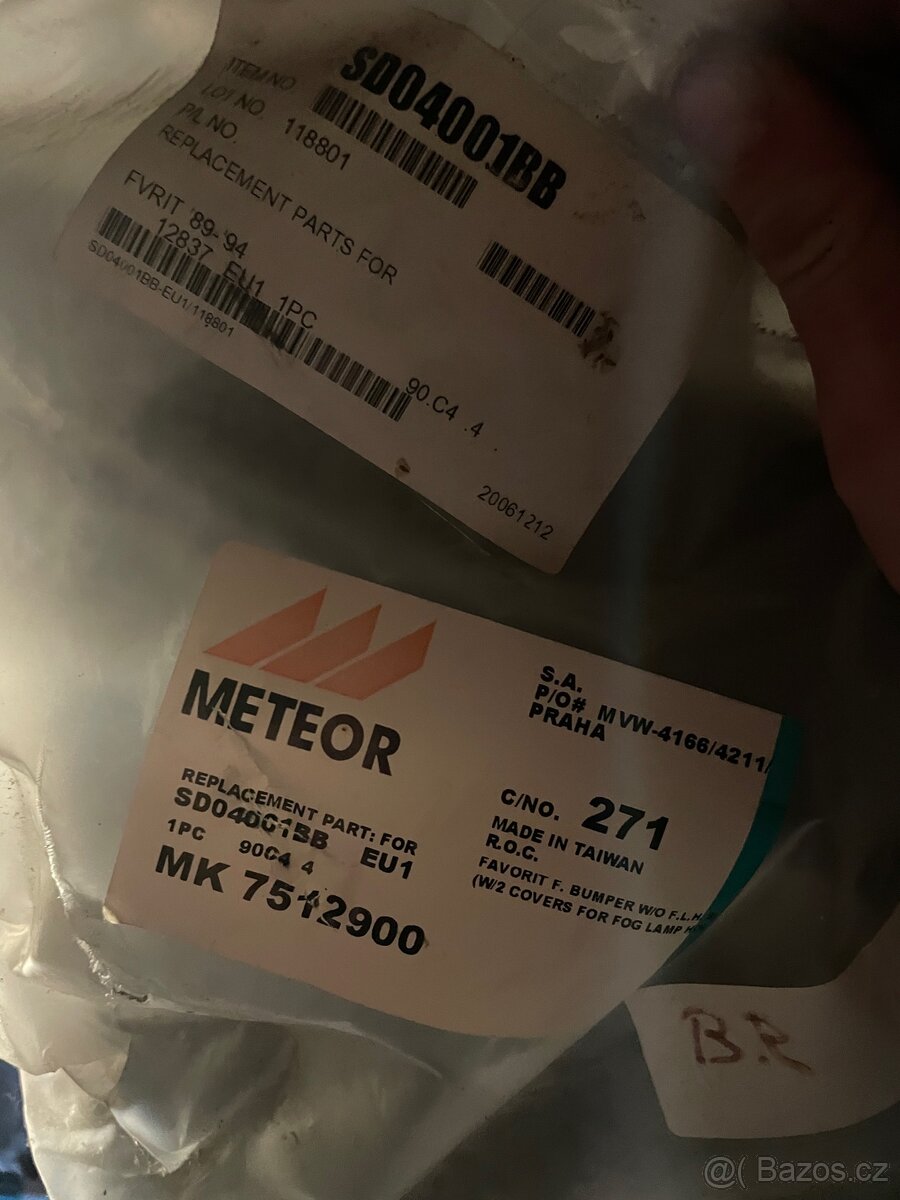 ITEM NO. SD04001BB
LOT NO.
P/L NO. 118801
REPLACEMENT PARTS FOR
FVRIT '89-'94
12837 EU1 1PC
SD04001BB-EU1/118801
90.C4 .4
20061212
METEOR
S.A.
P/O# MVW-4166/4211/
PRAHA
REPLACEMENT PART: FOR
SD04001BB EU1
1PC 90C4 4
MK 7512900
C/NO. 271
MADE IN TAIWAN
R.O.C.
FAVORIT F. BUMPER W/O F.L.H
(W/2 COVERS FOR FOG LAMP
BR
@( Bazos.cz